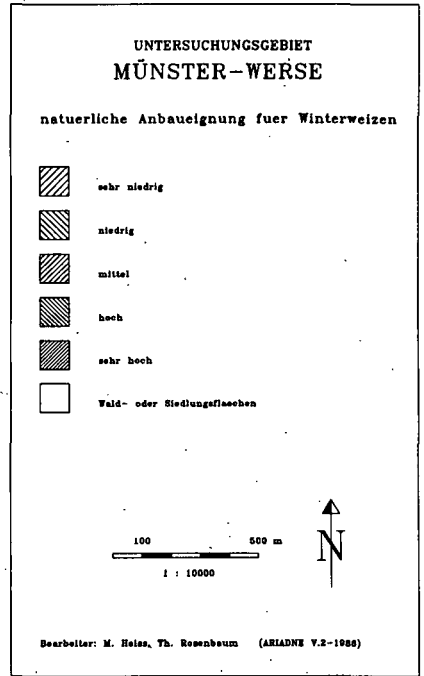 UNTERSUCHUNGSGEBIET
MÜNSTER-WERSE
natuerliche Anbaueignung fuer Winterweizen
sehr niedrig
niedrig
mittel
hoch
sehr hoch
Wald- oder Siedlungsflaechen
100 500 m
1 : 10000
N
Bearbeiter: M. Heiss, Th. Rosenbaum (ARIADNE V.2-1988)